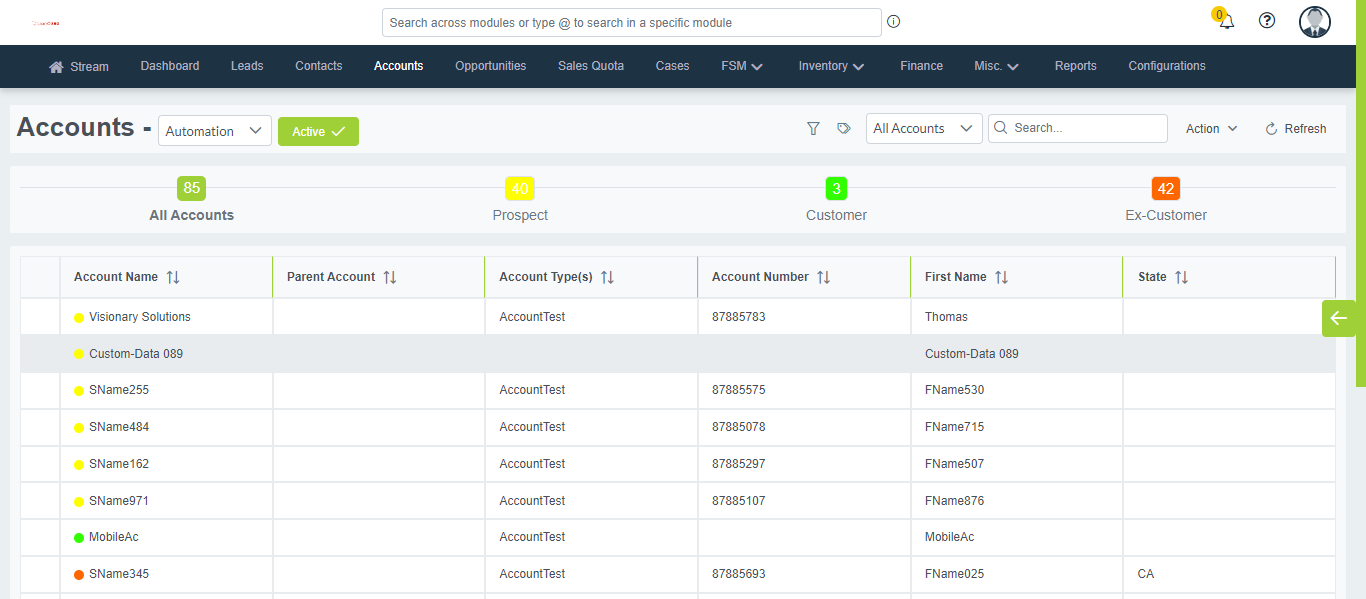 Search across modules or type @ to search in a specific module
0
Stream Dashboard Leads Contacts Accounts Opportunities Sales Quota Cases FSM Inventory Finance Misc. Reports Configurations
Accounts - Automation Active All Accounts Search... Action Refresh
85 40 3 42
All Accounts Prospect Customer Ex-Customer
Account Name Parent Account Account Type(s) Account Number First Name State
Visionary Solutions AccountTest 87885783 Thomas
Custom-Data 089 Custom-Data 089
SName255 AccountTest 87885575 FName530
SName484 AccountTest 87885078 FName715
SName162 AccountTest 87885297 FName507
SName971 AccountTest 87885107 FName876
MobileAc AccountTest MobileAc
SName345 AccountTest 87885693 FName025 CA